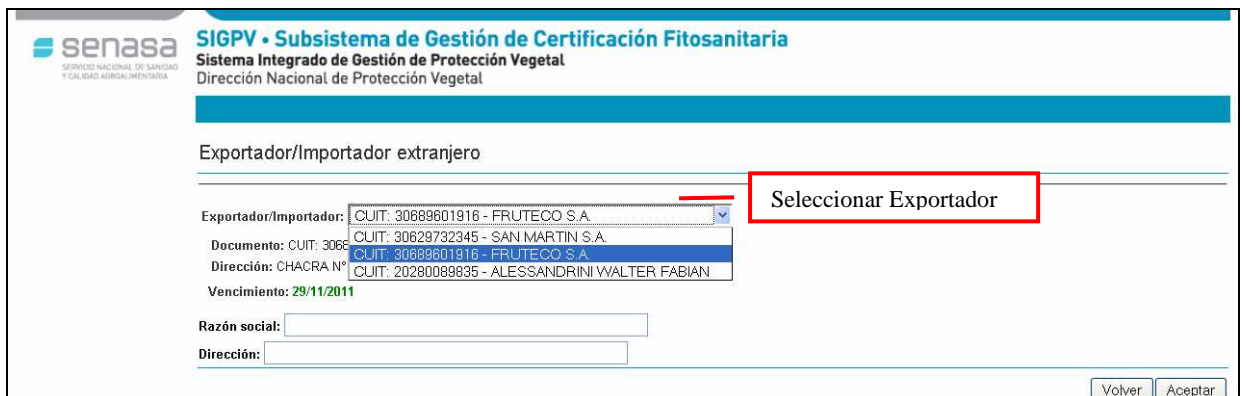 senasa
SERVICIO NACIONAL DE SANIDAD
Y CALIDAD AGROALIMENTARIA
SIGPV • Subsistema de Gestión de Certificación Fitosanitaria
Sistema Integrado de Gestión de Protección Vegetal
Dirección Nacional de Protección Vegetal
Exportador/Importador extranjero
Seleccionar Exportador
Exportador/Importador: CUIT: 30689601916 - FRUTECO S.A.
CUIT: 30629732345 - SAN MARTIN S.A.
Documento: CUIT: 3068
CUIT: 30689601916 - FRUTECO S.A.
Dirección: CHACRA N°
CUIT: 20280089835 - ALESSANDRINI WALTER FABIAN
Vencimiento: 29/11/2011
Razón social:
Dirección:
Volver Aceptar